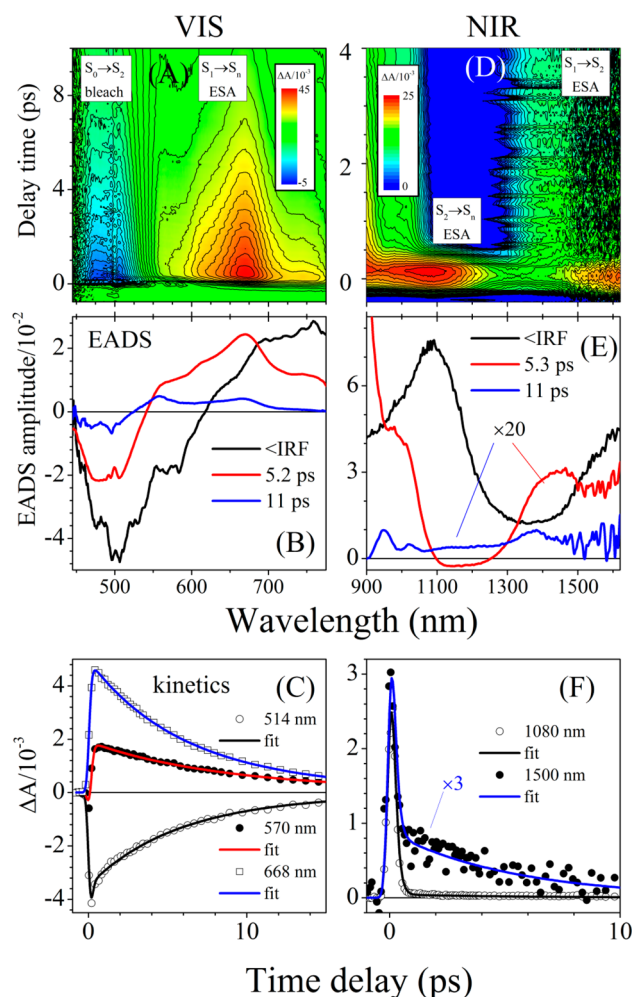 VIS
NIR
S0→S2
bleach
(A)
S1→Sn
ESA
ΔA/10-3
45
-5
Delay time (ps)
8
4
0
(D)
S1→S2
ESA
ΔA/10-3
25
0
S2→Sn
ESA
4
2
0
EADS
<IRF
5.2 ps
11 ps
(B)
EADS amplitude/10-2
2
0
-2
-4
500
600
700
(E)
<IRF
5.3 ps
11 ps
×20
6
3
0
900
1100
1300
1500
Wavelength (nm)
kinetics
(C)
514 nm
fit
570 nm
fit
668 nm
fit
ΔA/10-3
4
2
0
-2
-4
0
10
(F)
1080 nm
fit
1500 nm
fit
×3
3
2
1
0
0
10
Time delay (ps)